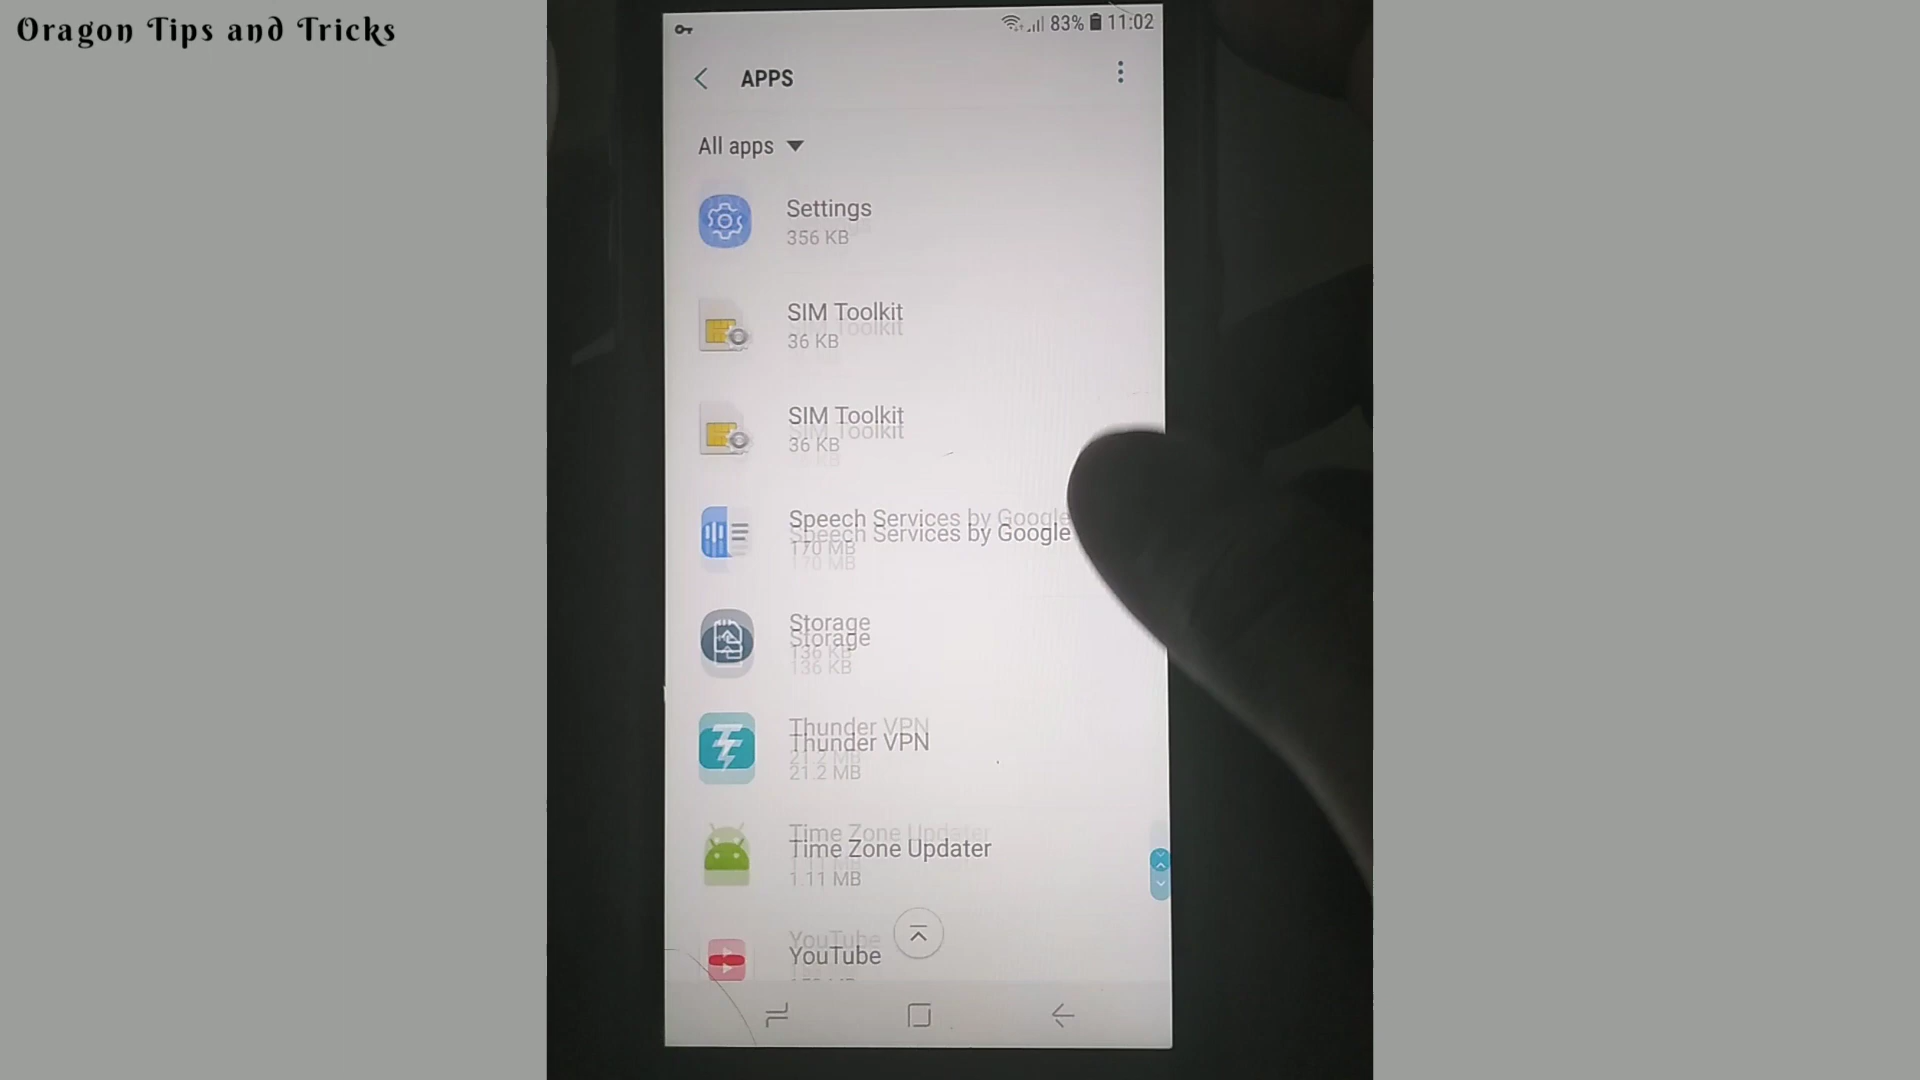 Oragon Tips and Tricks
83% 11:02
APPS
All apps
Settings
356 KB
SIM Toolkit
36 KB
SIM Toolkit
36 KB
Speech Services by Google
170 MB
Storage
136 KB
Thunder VPN
21.2 MB
Time Zone Updater
1.11 MB
YouTube